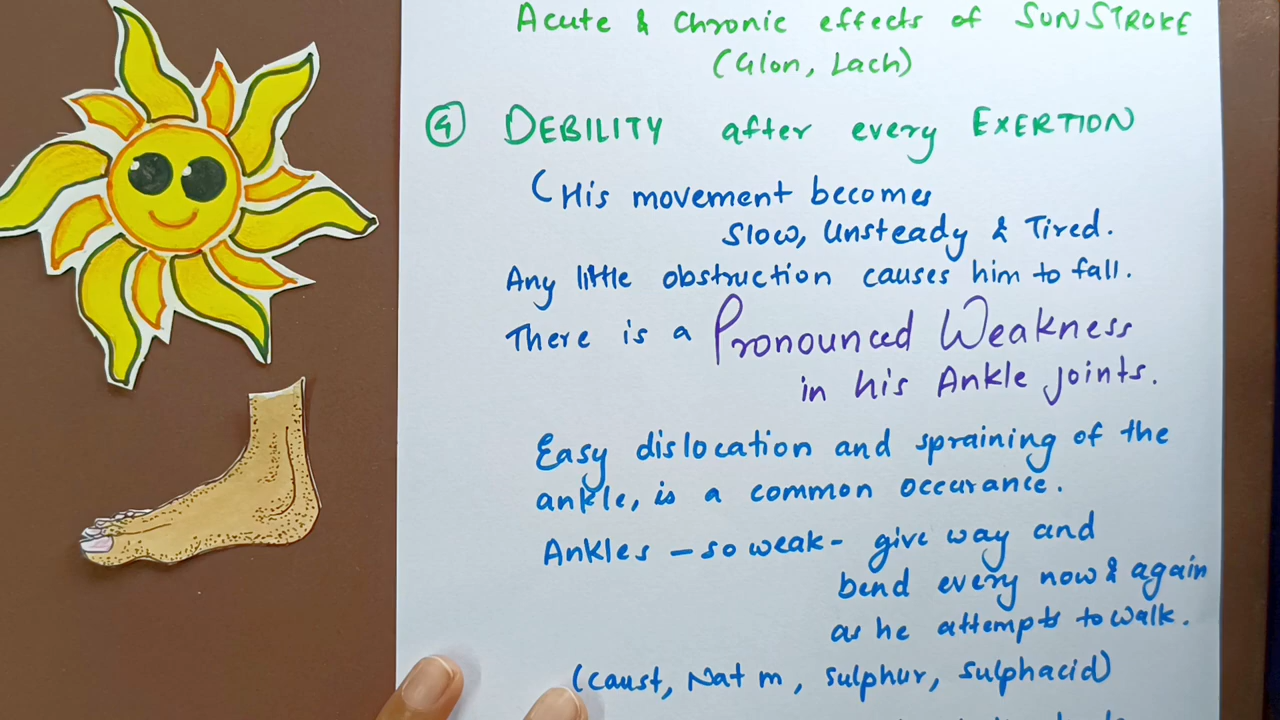 Acute & Chronic effects of SUNSTROKE
(Glon, Lach)
④ DEBILITY after every EXERTION
(His movement becomes
Slow, Unsteady & Tired.
Any little obstruction causes him to fall.
There is a Pronounced Weakness
in his Ankle joints.
Easy dislocation and spraining of the
ankle, is a common occurance.
Ankles – so weak - give way and
bend every now & again
as he attempts to walk.
(Caust, Nat m, Sulphur, Sulphacid)